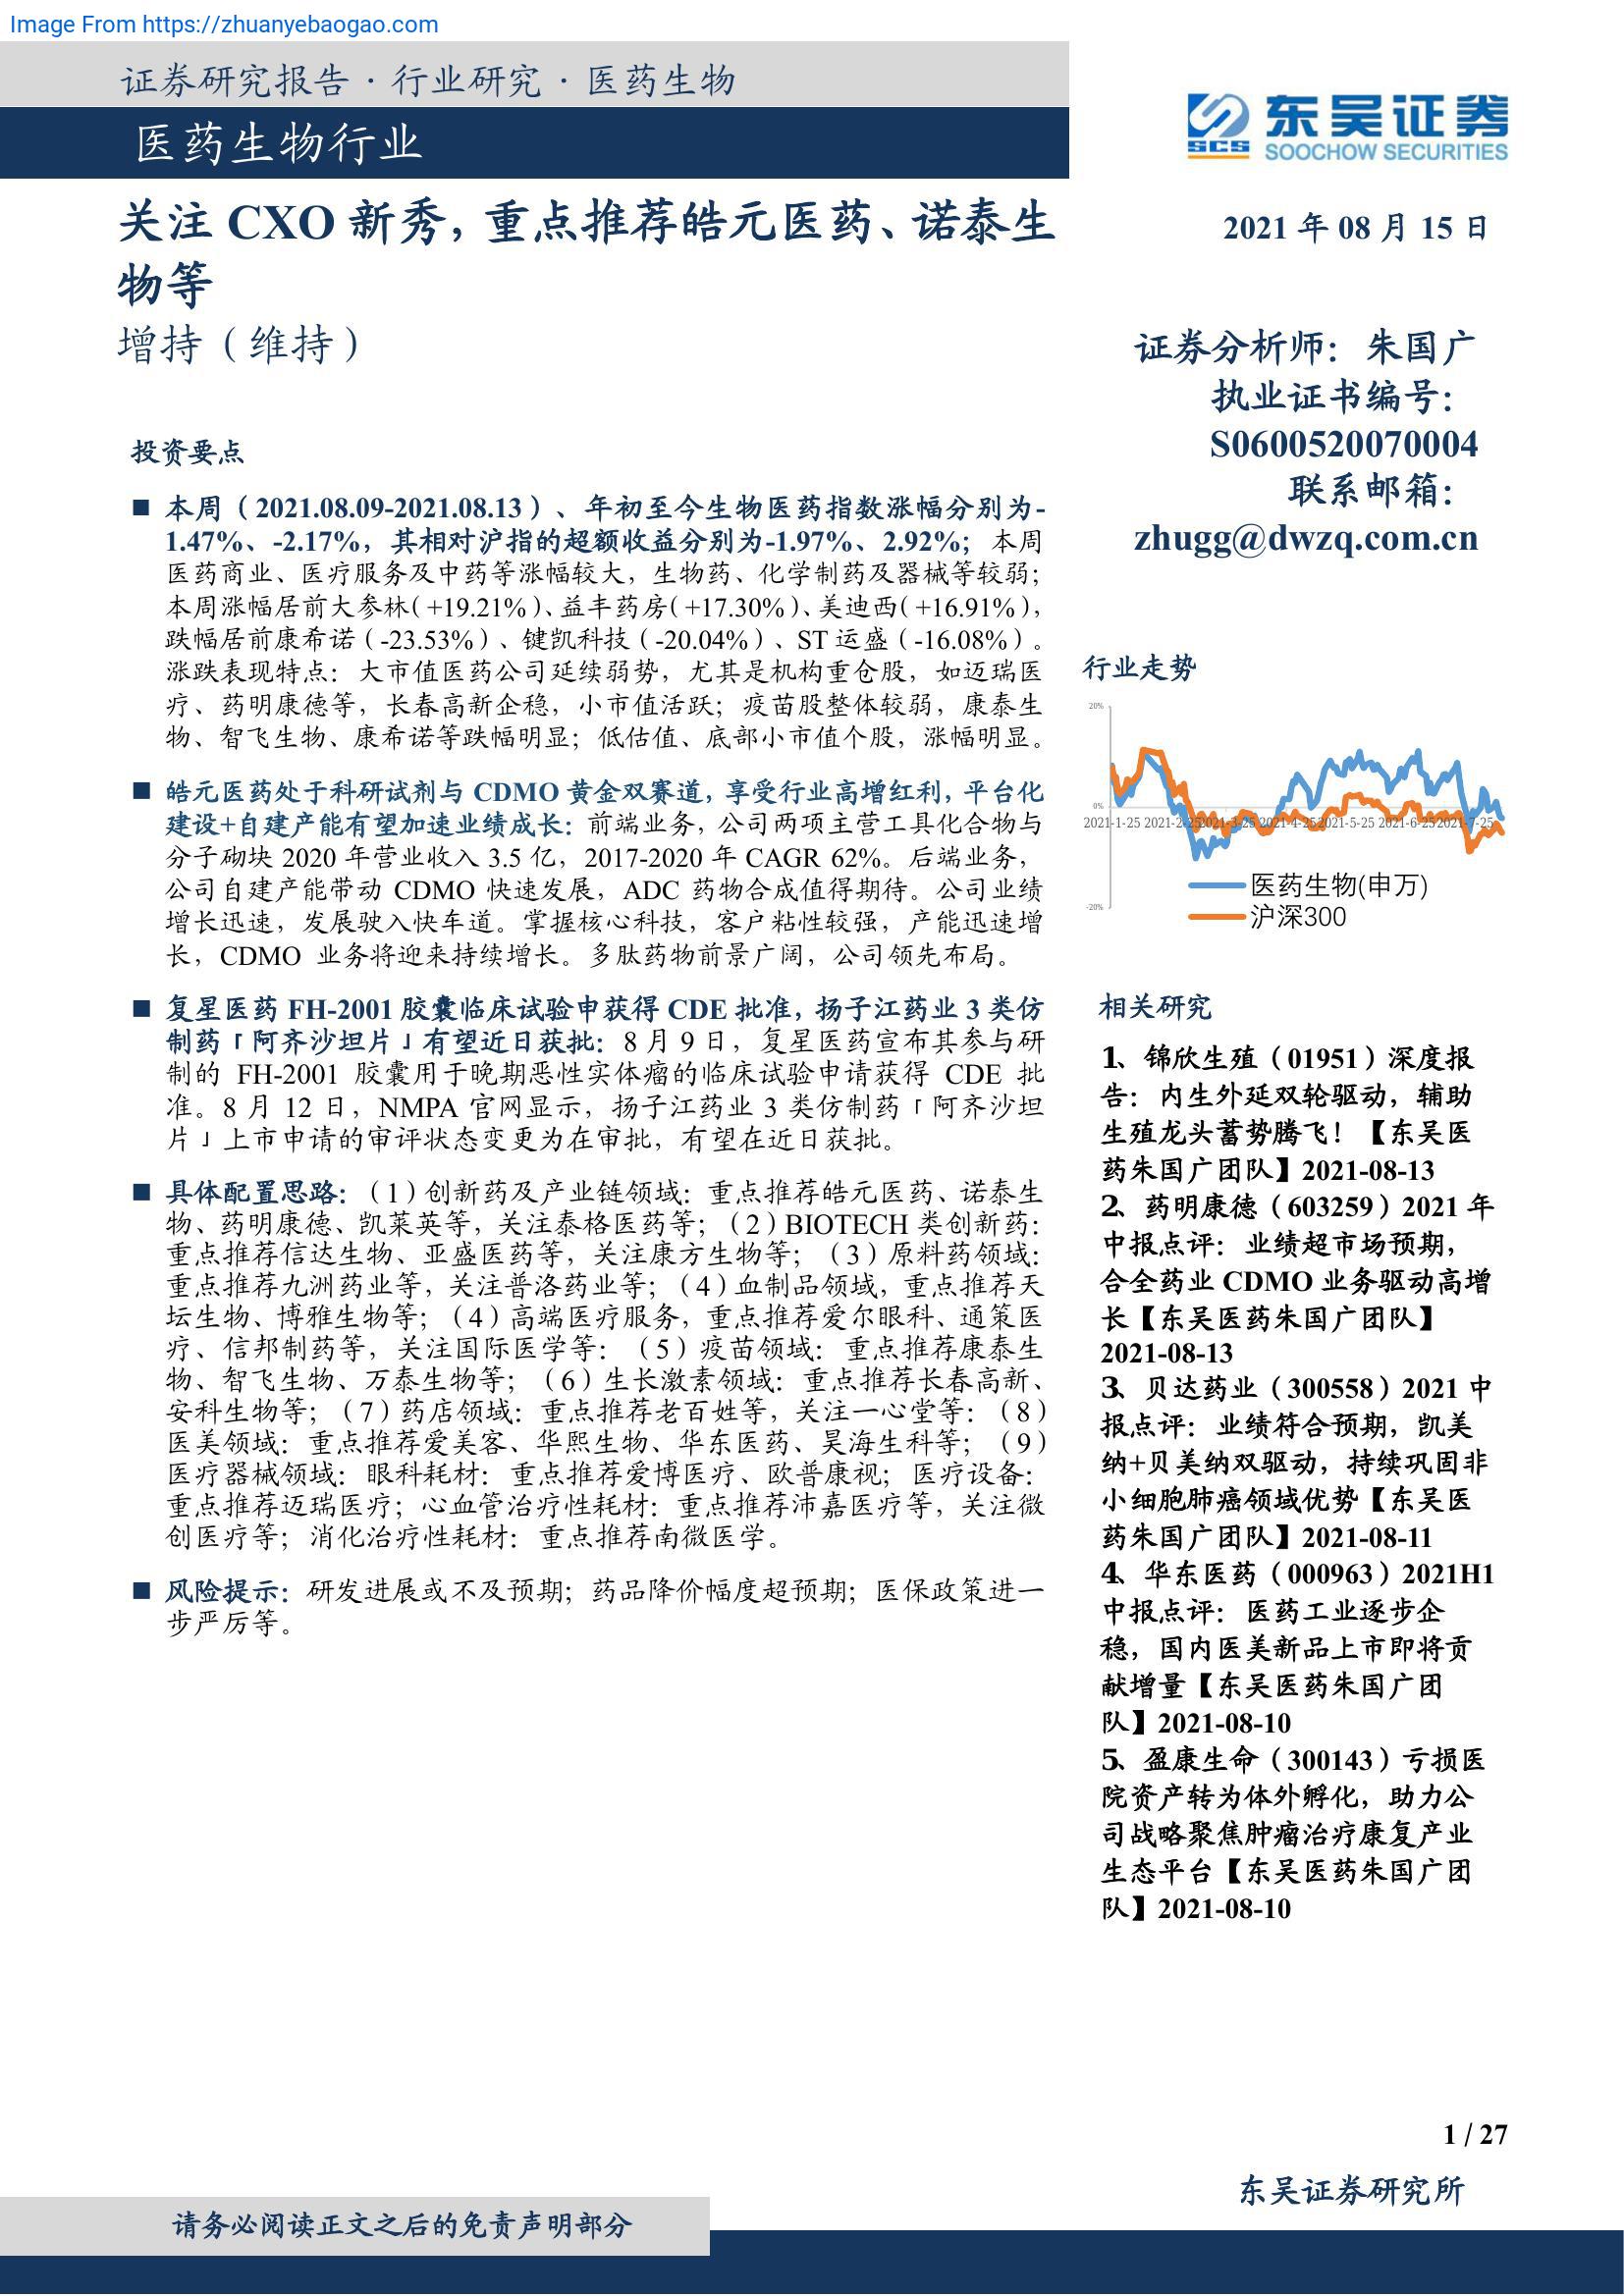 Image From https://zhuanyebaogao.com
证券研究报告·行业研究·医药生物
医药生物行业
东吴证券
SCS
SOOCHOW SECURITIES
关注 CXO 新秀，重点推荐皓元医药、诺泰生
物等
增持（维持）
2021 年 08 月 15 日
证券分析师：朱国广
执业证书编号：
S0600520070004
联系邮箱：
zhugg@dwzq.com.cn
投资要点
■ 本周（2021.08.09-2021.08.13）、年初至今生物医药指数涨幅分别为-
1.47%、-2.17%，其相对沪指的超额收益分别为-1.97%、2.92%；本周
医药商业、医疗服务及中药等涨幅较大，生物药、化学制药及器械等较弱；
本周涨幅居前大参林（+19.21%）、益丰药房（+17.30%）、美迪西（+16.91%），
跌幅居前康希诺（-23.53%）、键凯科技（-20.04%）、ST 运盛（-16.08%）。
涨跌表现特点：大市值医药公司延续弱势，尤其是机构重仓股，如迈瑞医
疗、药明康德等，长春高新企稳，小市值活跃；疫苗股整体较弱，康泰生
物、智飞生物、康希诺等跌幅明显；低估值、底部小市值个股，涨幅明显。
■ 皓元医药处于科研试剂与 CDMO 黄金双赛道，享受行业高增红利，平台化
建设+自建产能有望加速业绩成长：前端业务，公司两项主营工具化合物与
分子砌块 2020 年营业收入 3.5 亿，2017-2020 年 CAGR 62%。后端业务，
公司自建产能带动 CDMO 快速发展，ADC 药物合成值得期待。公司业绩
增长迅速，发展驶入快车道。掌握核心科技，客户粘性较强，产能迅速增
长，CDMO 业务将迎来持续增长。多肽药物前景广阔，公司领先布局。
■ 复星医药 FH-2001 胶囊临床试验申获得 CDE 批准，扬子江药业 3 类仿
制药「阿齐沙坦片」有望近日获批：8 月 9 日，复星医药宣布其参与研
制的 FH-2001 胶囊用于晚期恶性实体瘤的临床试验申请获得 CDE 批
准。8 月 12 日，NMPA 官网显示，扬子江药业 3 类仿制药「阿齐沙坦
片」上市申请的审评状态变更为在审批，有望在近日获批。
■ 具体配置思路：（1）创新药及产业链领域：重点推荐皓元医药、诺泰生
物、药明康德、凯莱英等，关注泰格医药等；（2）BIOTECH 类创新药：
重点推荐信达生物、亚盛医药等，关注康方生物等；（3）原料药领域：
重点推荐九洲药业等，关注普洛药业等；（4）血制品领域，重点推荐天
坛生物、博雅生物等；（4）高端医疗服务，重点推荐爱尔眼科、通策医
疗、信邦制药等，关注国际医学等：（5）疫苗领域：重点推荐康泰生
物、智飞生物、万泰生物等；（6）生长激素领域：重点推荐长春高新、
安科生物等；（7）药店领域：重点推荐老百姓等，关注一心堂等：（8）
医美领域：重点推荐爱美客、华熙生物、华东医药、昊海生科等；（9）
医疗器械领域：眼科耗材：重点推荐爱博医疗、欧普康视；医疗设备：
重点推荐迈瑞医疗；心血管治疗性耗材：重点推荐沛嘉医疗等，关注微
创医疗等；消化治疗性耗材：重点推荐南微医学。
■ 风险提示：研发进展或不及预期；药品降价幅度超预期；医保政策进一
步严厉等。
行业走势
20%
0%
2021-1-25 2021-2-25 2021-3-25 2021-4-25 2021-5-25 2021-6-25 2021-7-25
-20%
医药生物(申万)
沪深300
相关研究
1、锦欣生殖（01951）深度报
告：内生外延双轮驱动，辅助
生殖龙头蓄势腾飞！【东吴医
药朱国广团队】2021-08-13
2、药明康德（603259）2021 年
中报点评：业绩超市场预期，
合全药业 CDMO 业务驱动高增
长【东吴医药朱国广团队】
2021-08-13
3、贝达药业（300558）2021 中
报点评：业绩符合预期，凯美
纳+贝美纳双驱动，持续巩固非
小细胞肺癌领域优势【东吴医
药朱国广团队】2021-08-11
4、华东医药（000963）2021H1
中报点评：医药工业逐步企
稳，国内医美新品上市即将贡
献增量【东吴医药朱国广团
队】2021-08-10
5、盈康生命（300143）亏损医
院资产转为体外孵化，助力公
司战略聚焦肿瘤治疗康复产业
生态平台【东吴医药朱国广团
队】2021-08-10
1 / 27
东吴证券研究所
请务必阅读正文之后的免责声明部分